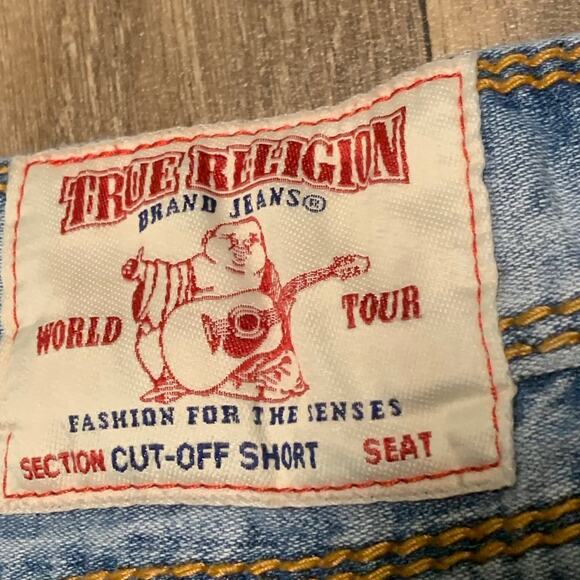 TRUE RELIGION
BRAND JEANS®
WORLD TOUR
FASHION FOR THE SENSES
SECTION CUT-OFF SHORT SEAT